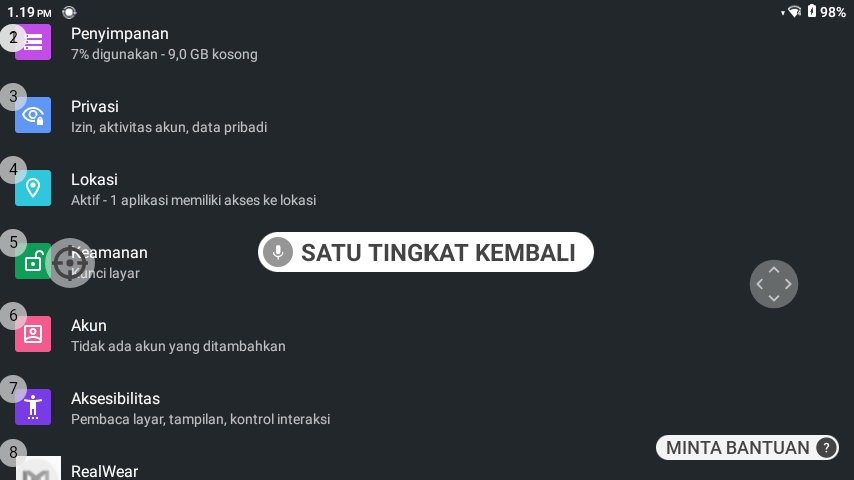 1.19 PM
98%
2
Penyimpanan
7% digunakan - 9,0 GB kosong
3
Privasi
Izin, aktivitas akun, data pribadi
4
Lokasi
Aktif - 1 aplikasi memiliki akses ke lokasi
5
Keamanan
Kunci layar
SATU TINGKAT KEMBALI
6
Akun
Tidak ada akun yang ditambahkan
7
Aksesibilitas
Pembaca layar, tampilan, kontrol interaksi
MINTA BANTUAN ?
8
RealWear